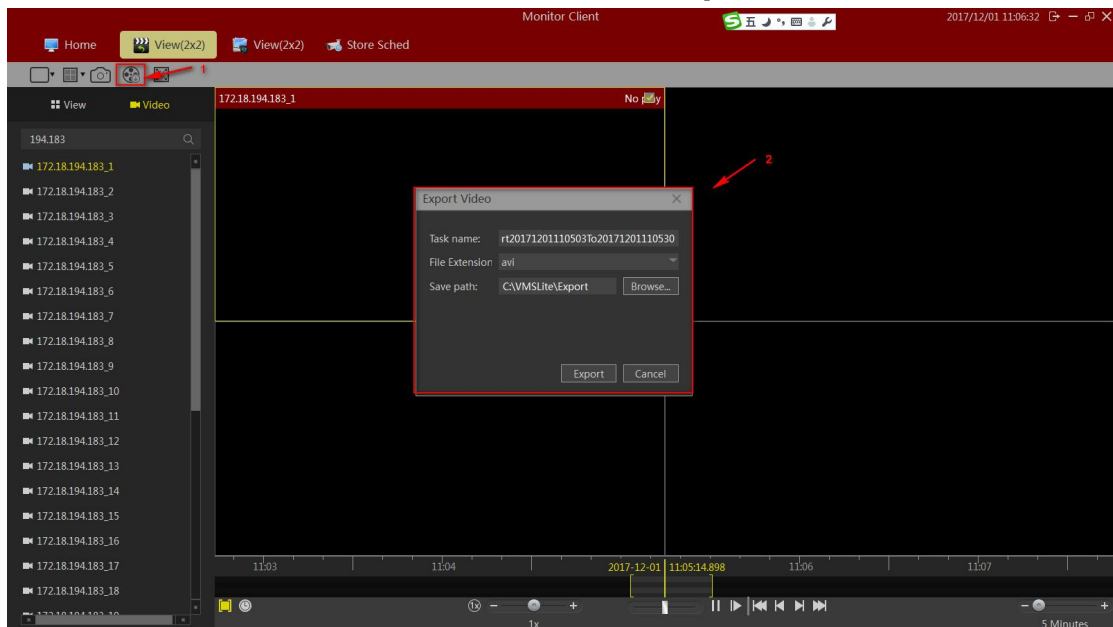 Monitor Client
五
2017/12/01 11:06:32
Home
View(2x2)
View(2x2)
Store Sched
1
View
Video
172.18.194.183_1
No
194.183
172.18.194.183_1
172.18.194.183_2
172.18.194.183_3
172.18.194.183_4
172.18.194.183_5
172.18.194.183_6
172.18.194.183_7
172.18.194.183_8
172.18.194.183_9
172.18.194.183_10
172.18.194.183_11
172.18.194.183_12
172.18.194.183_13
172.18.194.183_14
172.18.194.183_15
172.18.194.183_16
172.18.194.183_17
172.18.194.183_18
2
Export Video
Task name: rt20171201110503To20171201110530
File Extension avi
Save path: C:\VMSLite\Export Browse...
Export Cancel
11:03 11:04 2017-12-01 11:05:14.898 11:06 11:07
1x
1x
5 Minutes